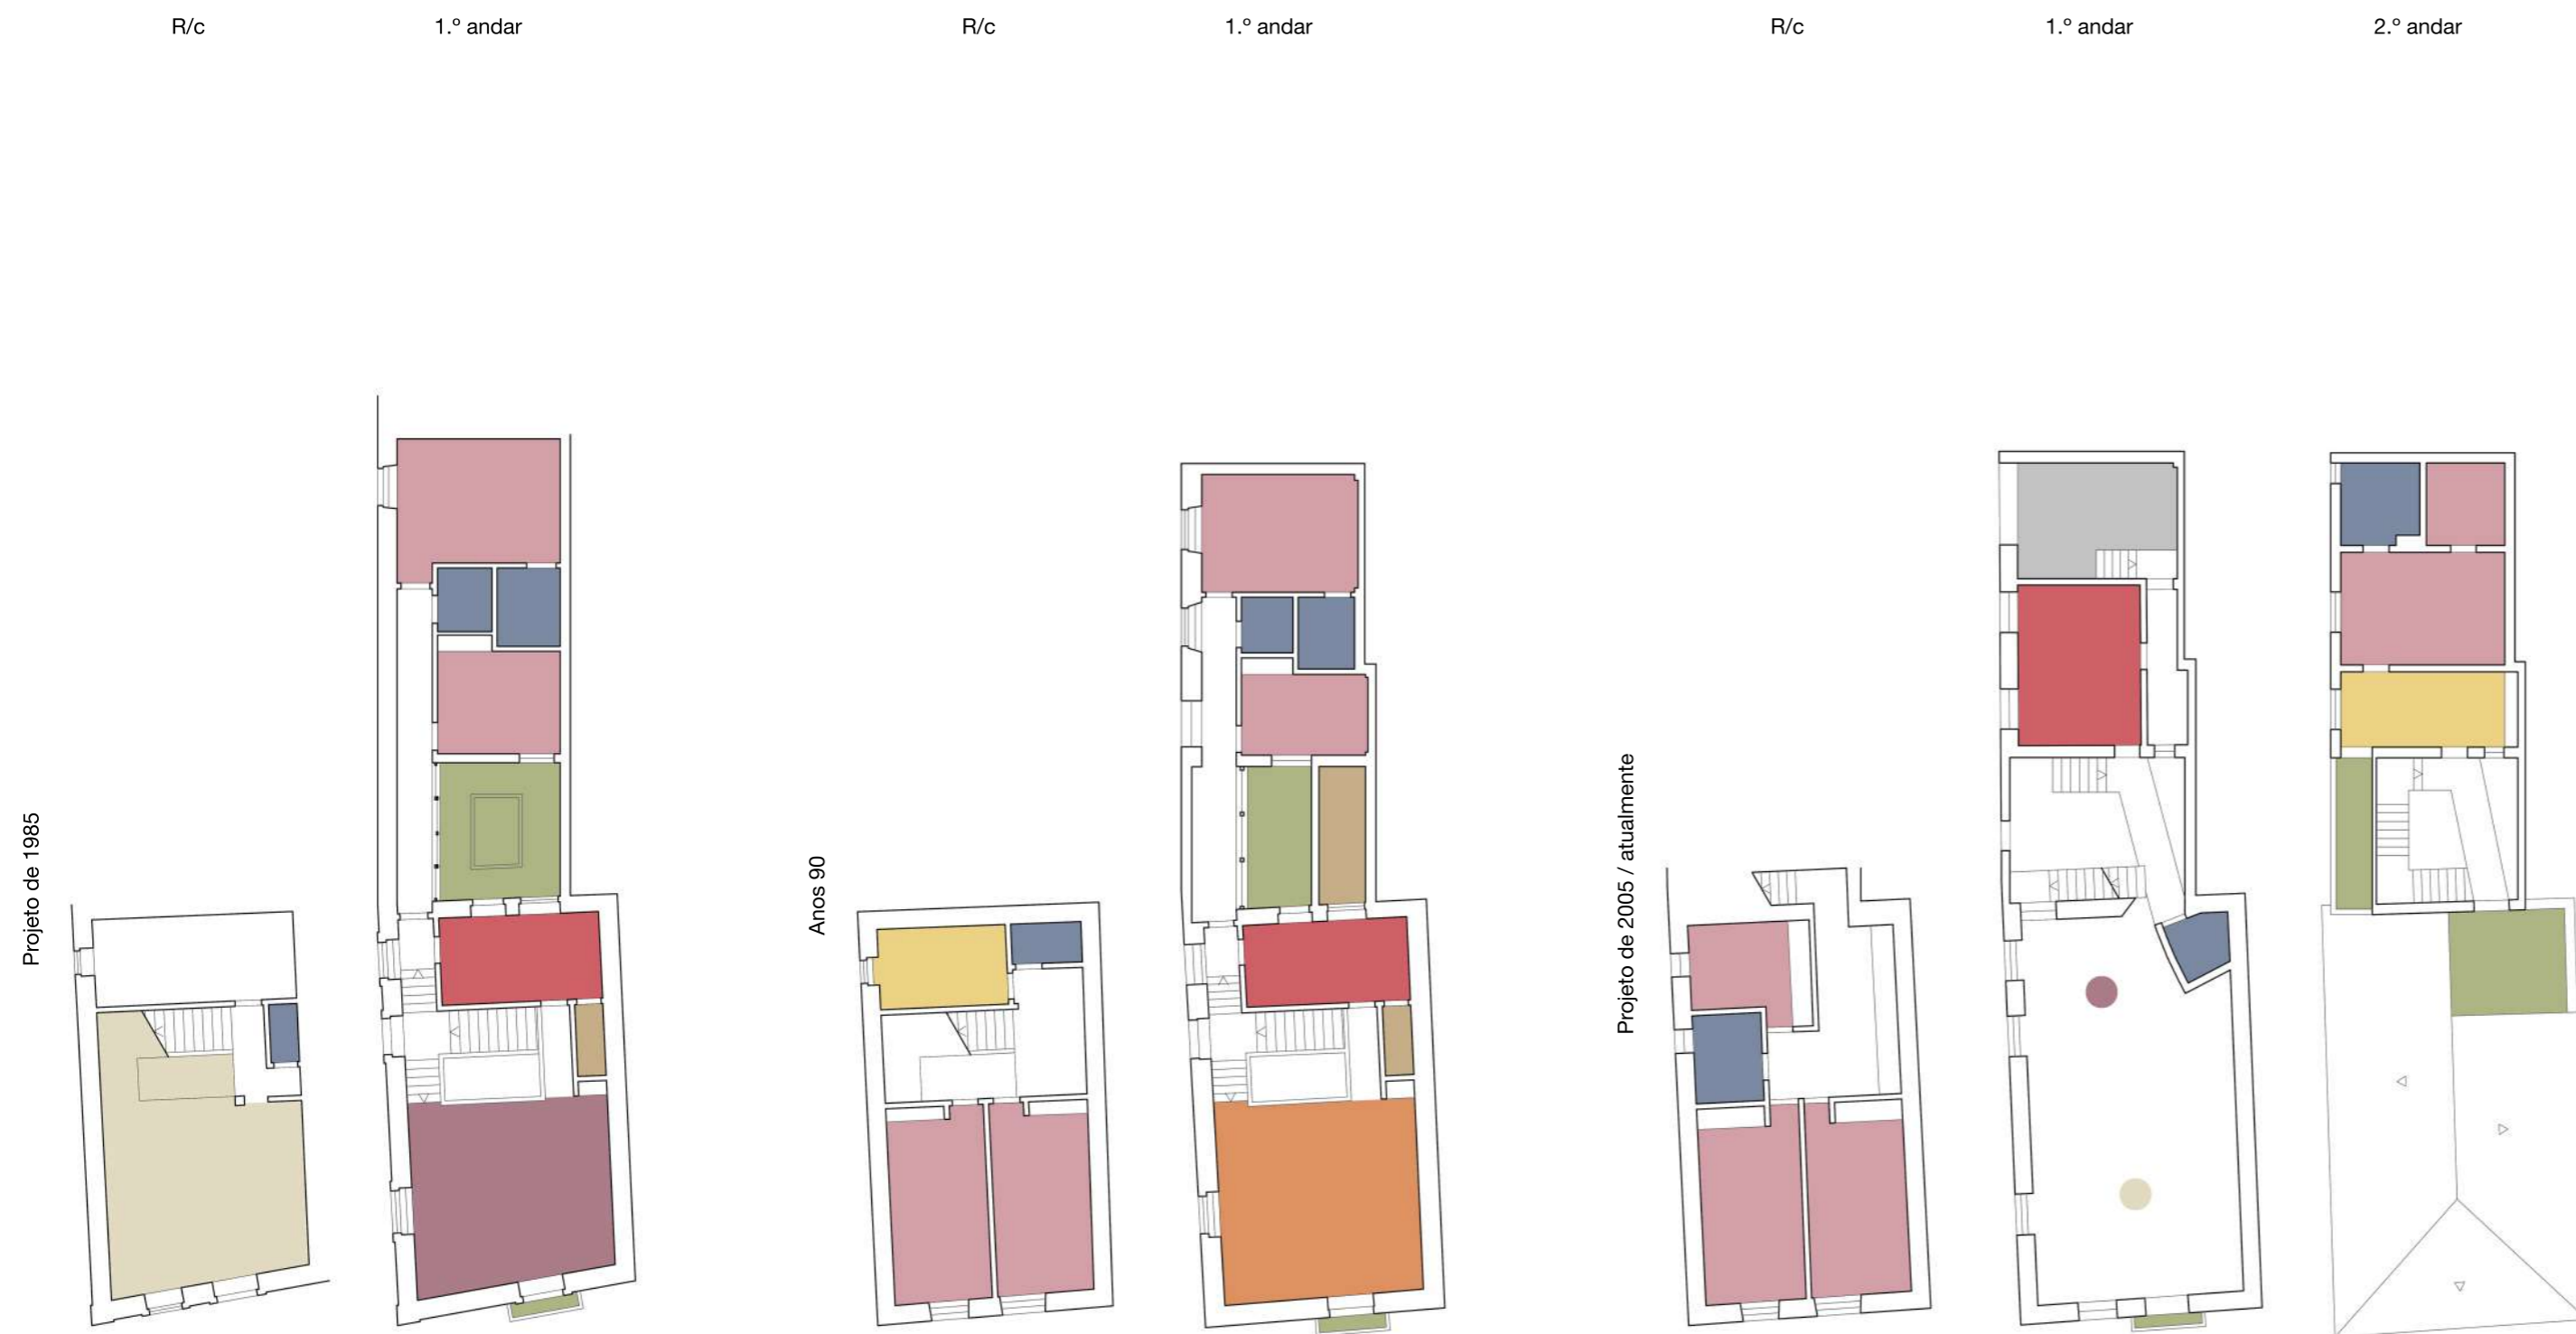 R/c
1.º andar
R/c
1.º andar
R/c
1.º andar
2.º andar
Projeto de 1985
Anos 90
Projeto de 2005 / atualmente